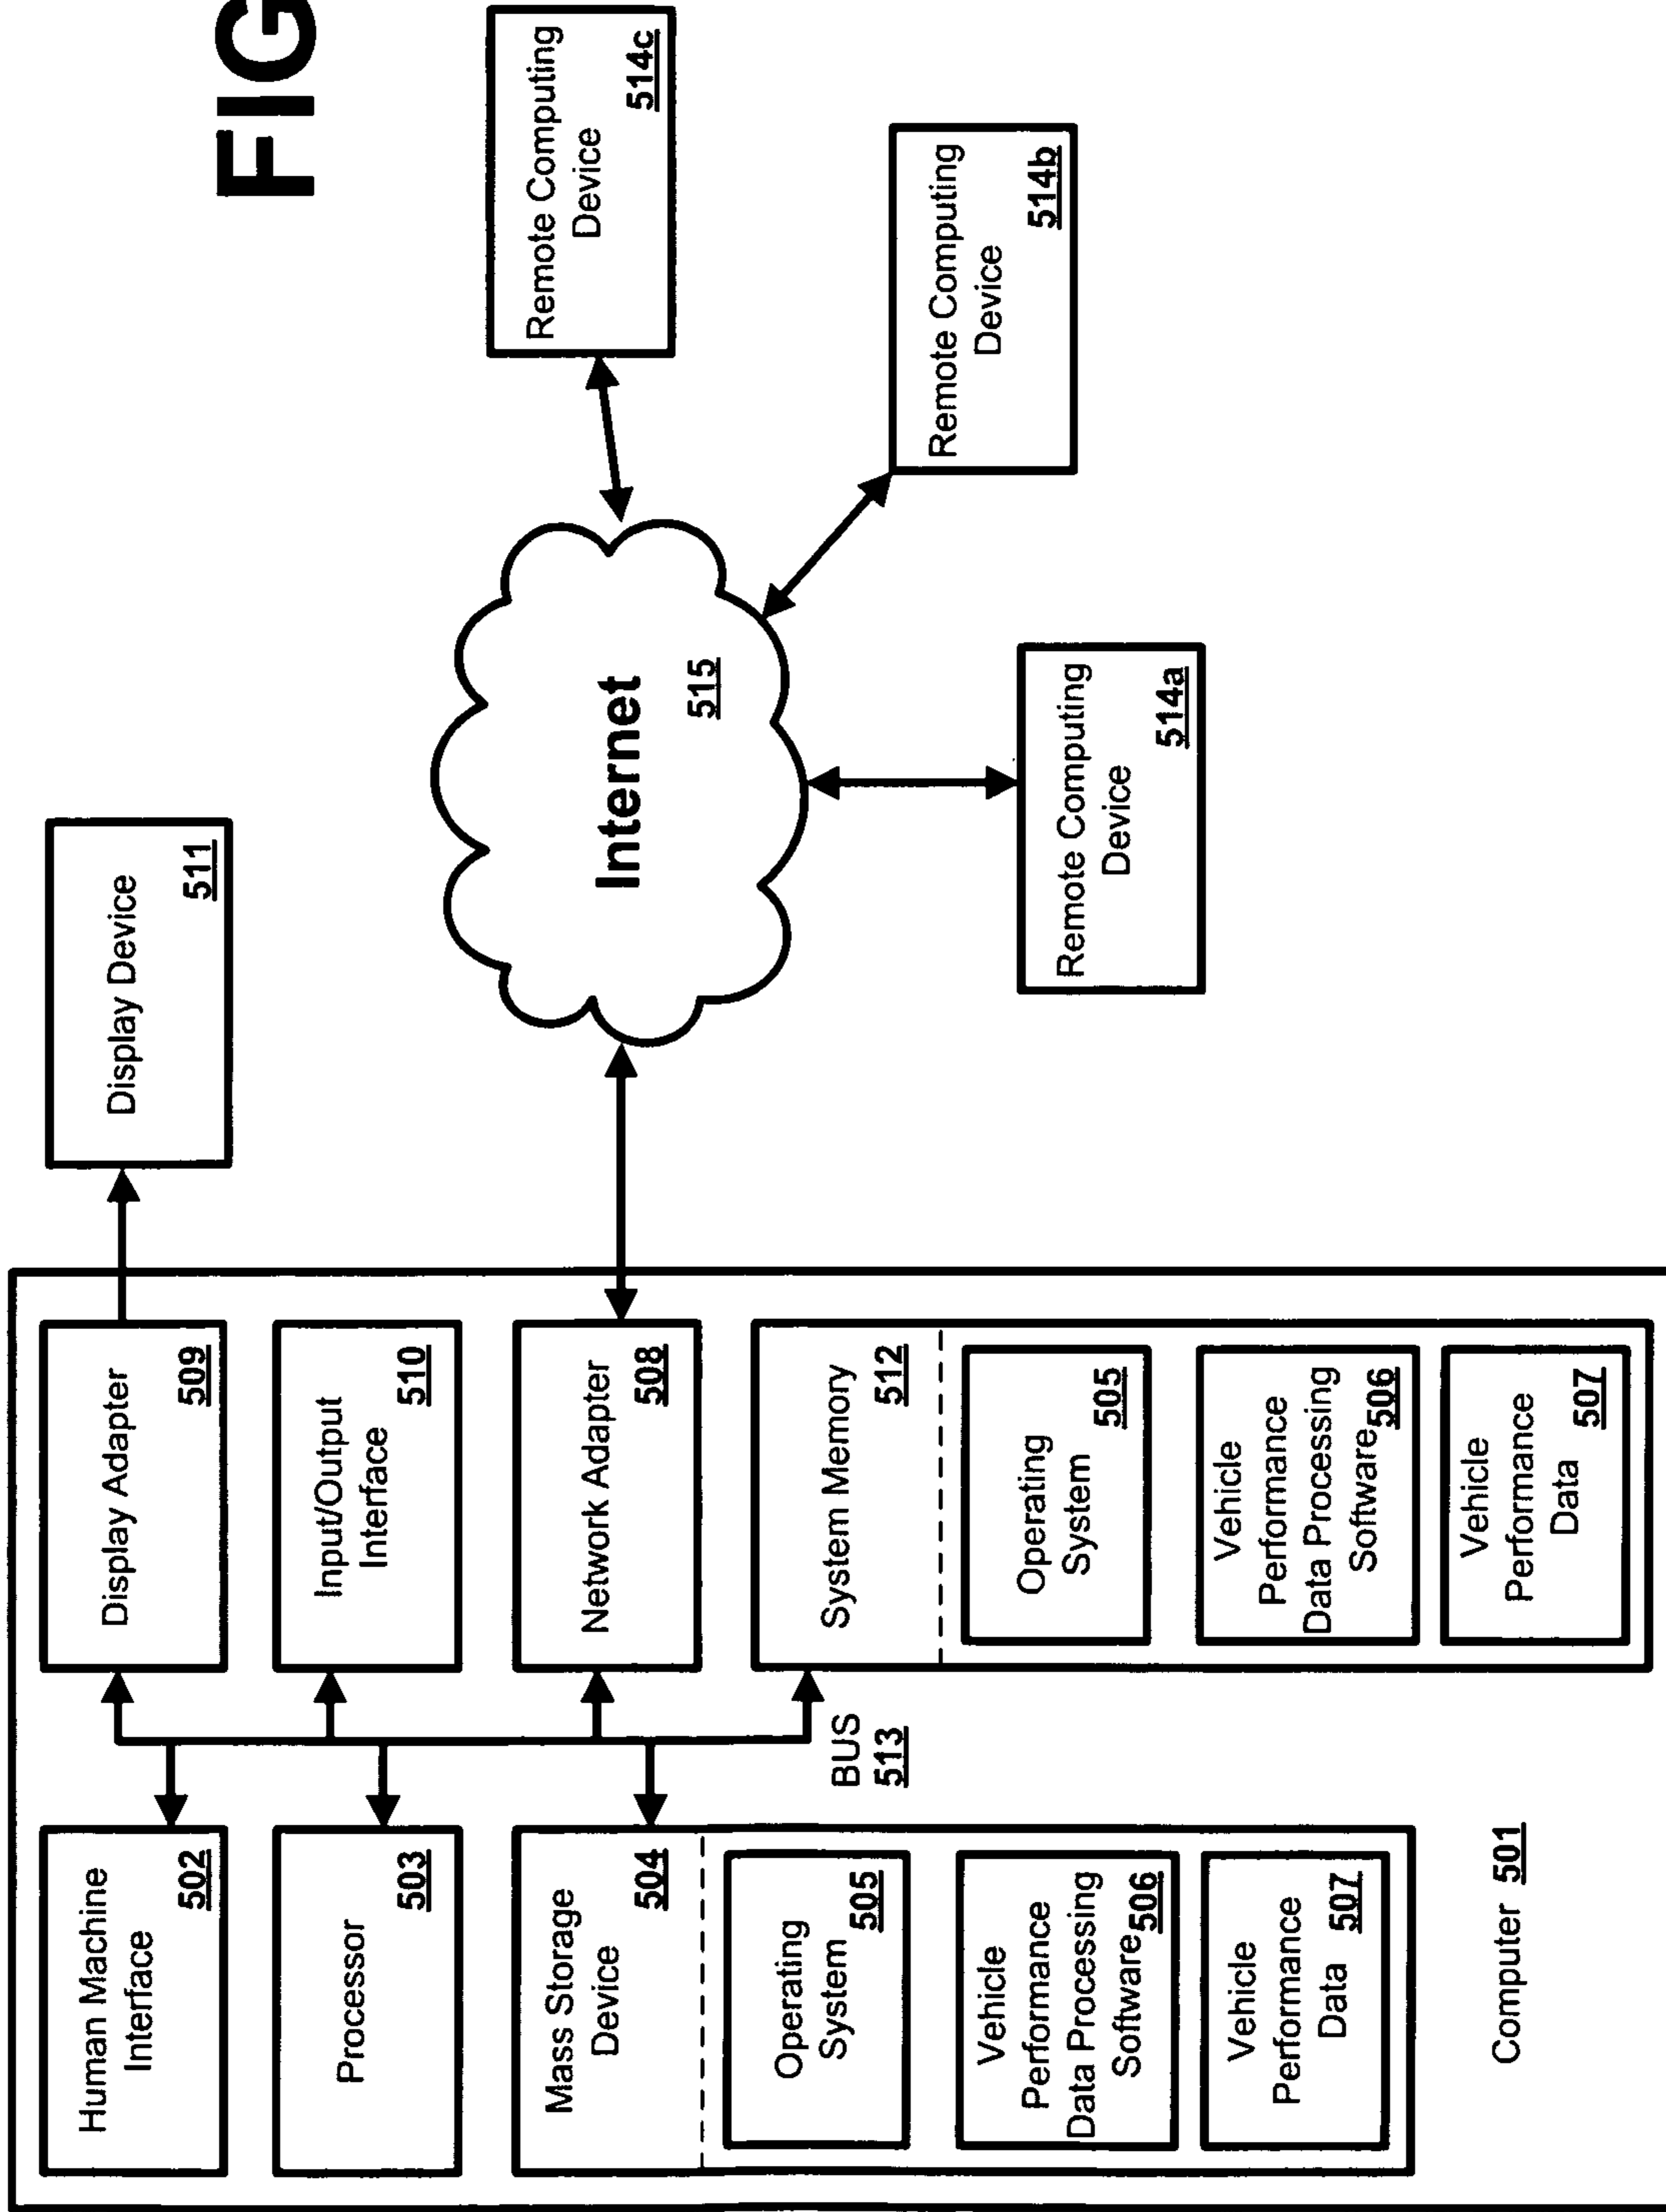 FIG
Human Machine
Interface
502
Processor
503
Mass Storage
Device
504
Operating
System
505
Vehicle
Performance
Data Processing
Software 506
Vehicle
Performance
Data
507
Computer 501
BUS
513
Display Adapter
509
Input/Output
Interface
510
Network Adapter
508
System Memory
512
Operating
System
505
Vehicle
Performance
Data Processing
Software 506
Vehicle
Performance
Data
507
Display Device
511
Internet
515
Remote Computing
Device
514a
Remote Computing
Device
514b
Remote Computing
Device
514c